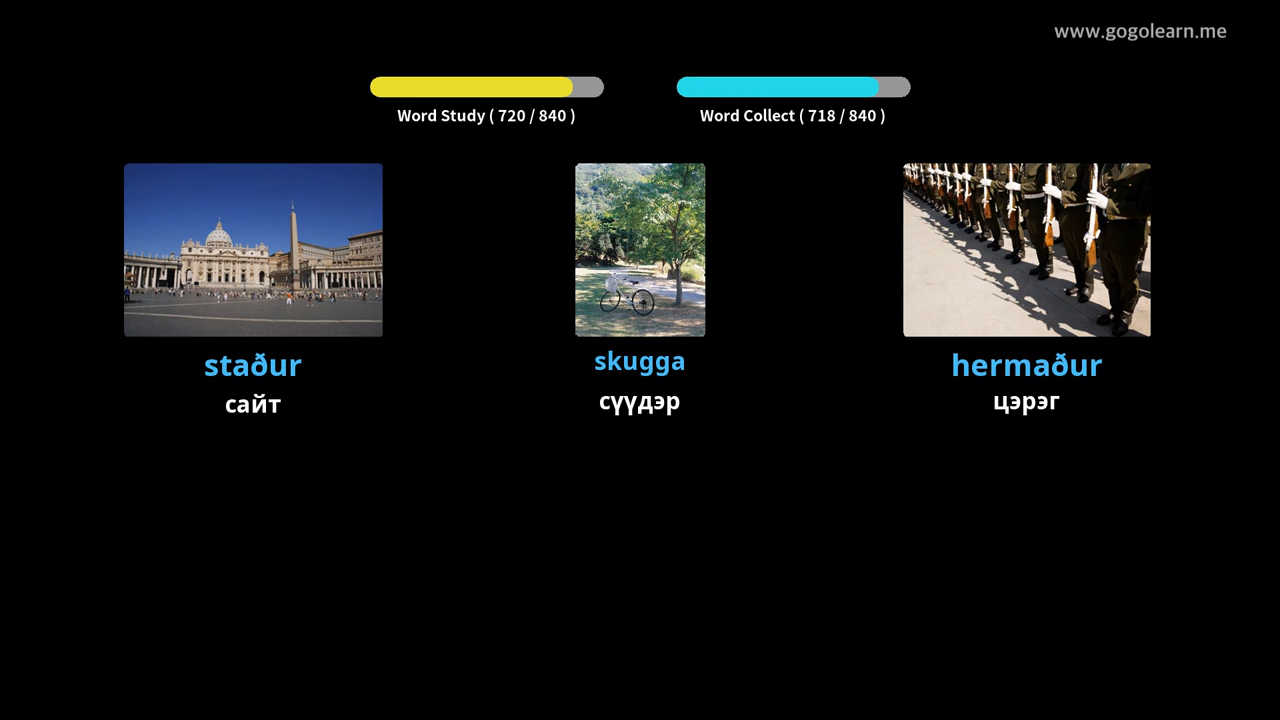 www.gogolearn.me
Word Study ( 720 / 840 )
Word Collect ( 718 / 840 )
staður
skugga
hermaður
сайт
сүүдэр
цэрэг